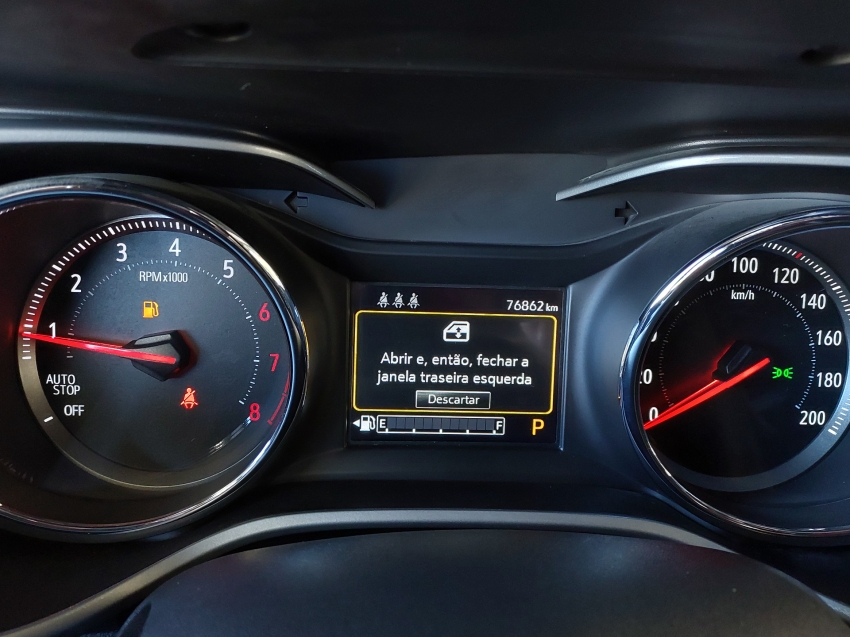 1
2
3
4
5
6
7
8
RPM x1000
AUTO
STOP
OFF
76862 km
Abrir e, então, fechar a
janela traseira esquerda
Descartar
E
F
P
0
100
120
140
160
180
200
km/h